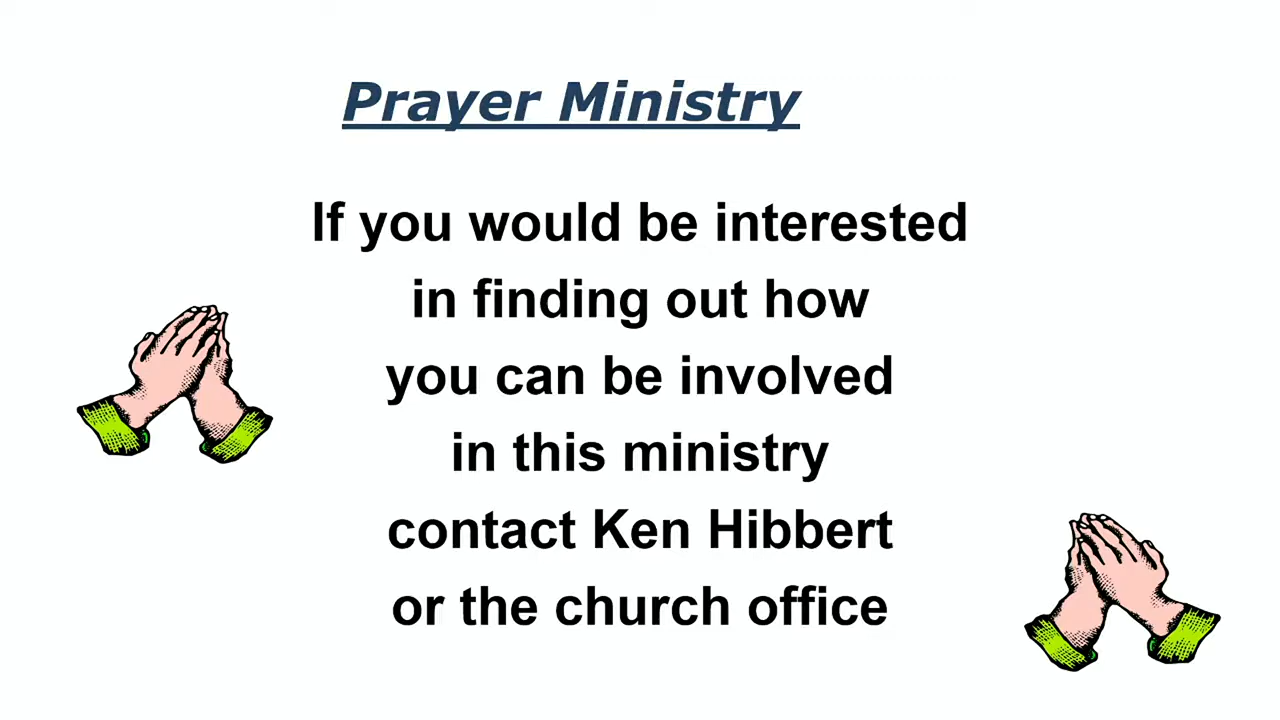 Prayer Ministry
If you would be interested
in finding out how
you can be involved
in this ministry
contact Ken Hibbert
or the church office